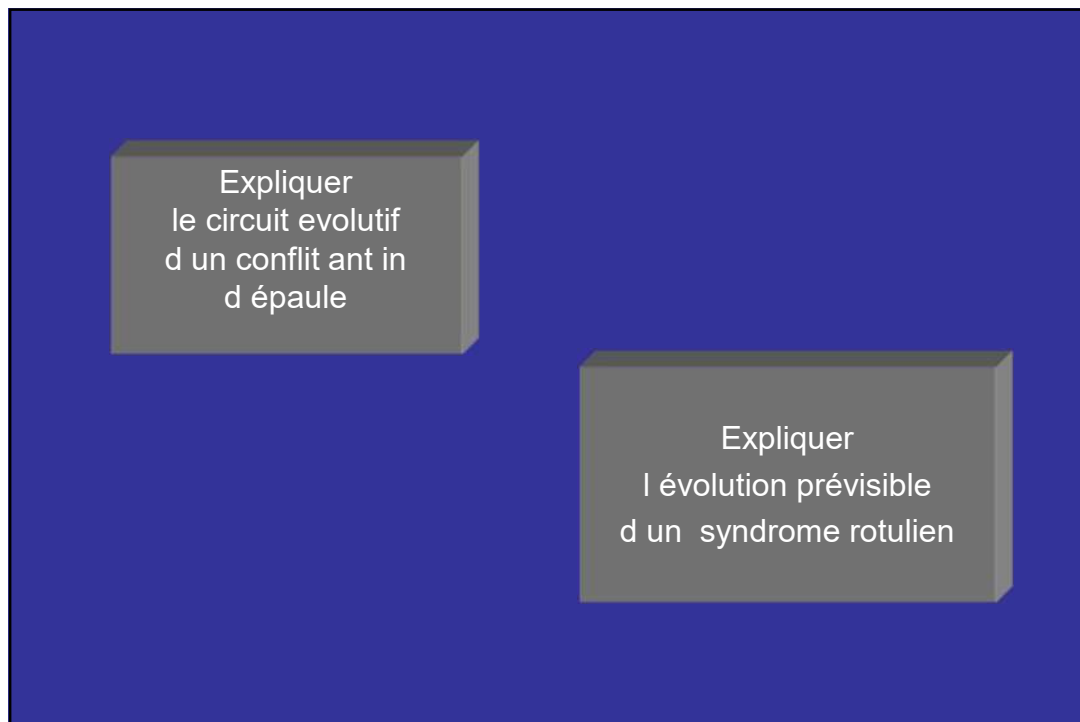 Expliquer
le circuit evolutif
d un conflit ant in
d épaule
Expliquer
l évolution prévisible
d un syndrome rotulien